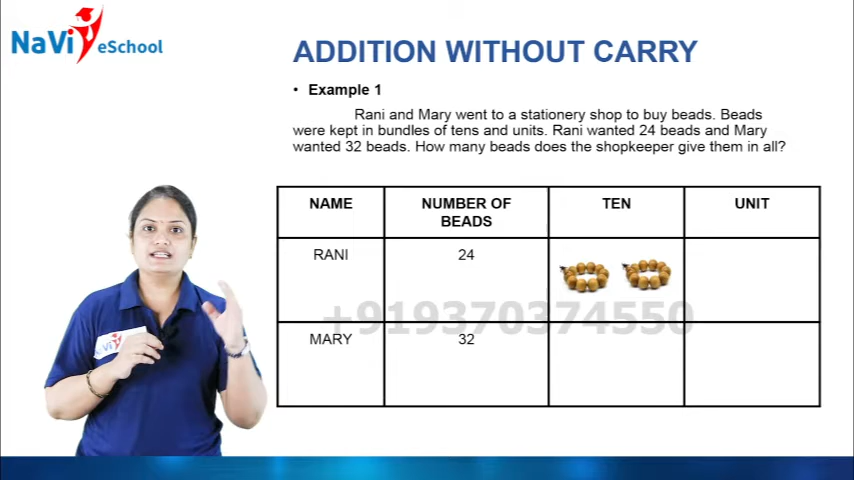 NaVi eSchool
ADDITION WITHOUT CARRY
• Example 1
Rani and Mary went to a stationery shop to buy beads. Beads
were kept in bundles of tens and units. Rani wanted 24 beads and Mary
wanted 32 beads. How many beads does the shopkeeper give them in all?
NAME NUMBER OF BEADS TEN UNIT
RANI 24
+919370374550
MARY 32